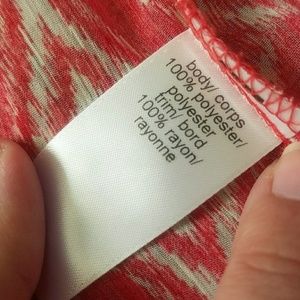 body/ corps
100% polyester/
polyester
trim/ bord
100% rayon/
rayonne